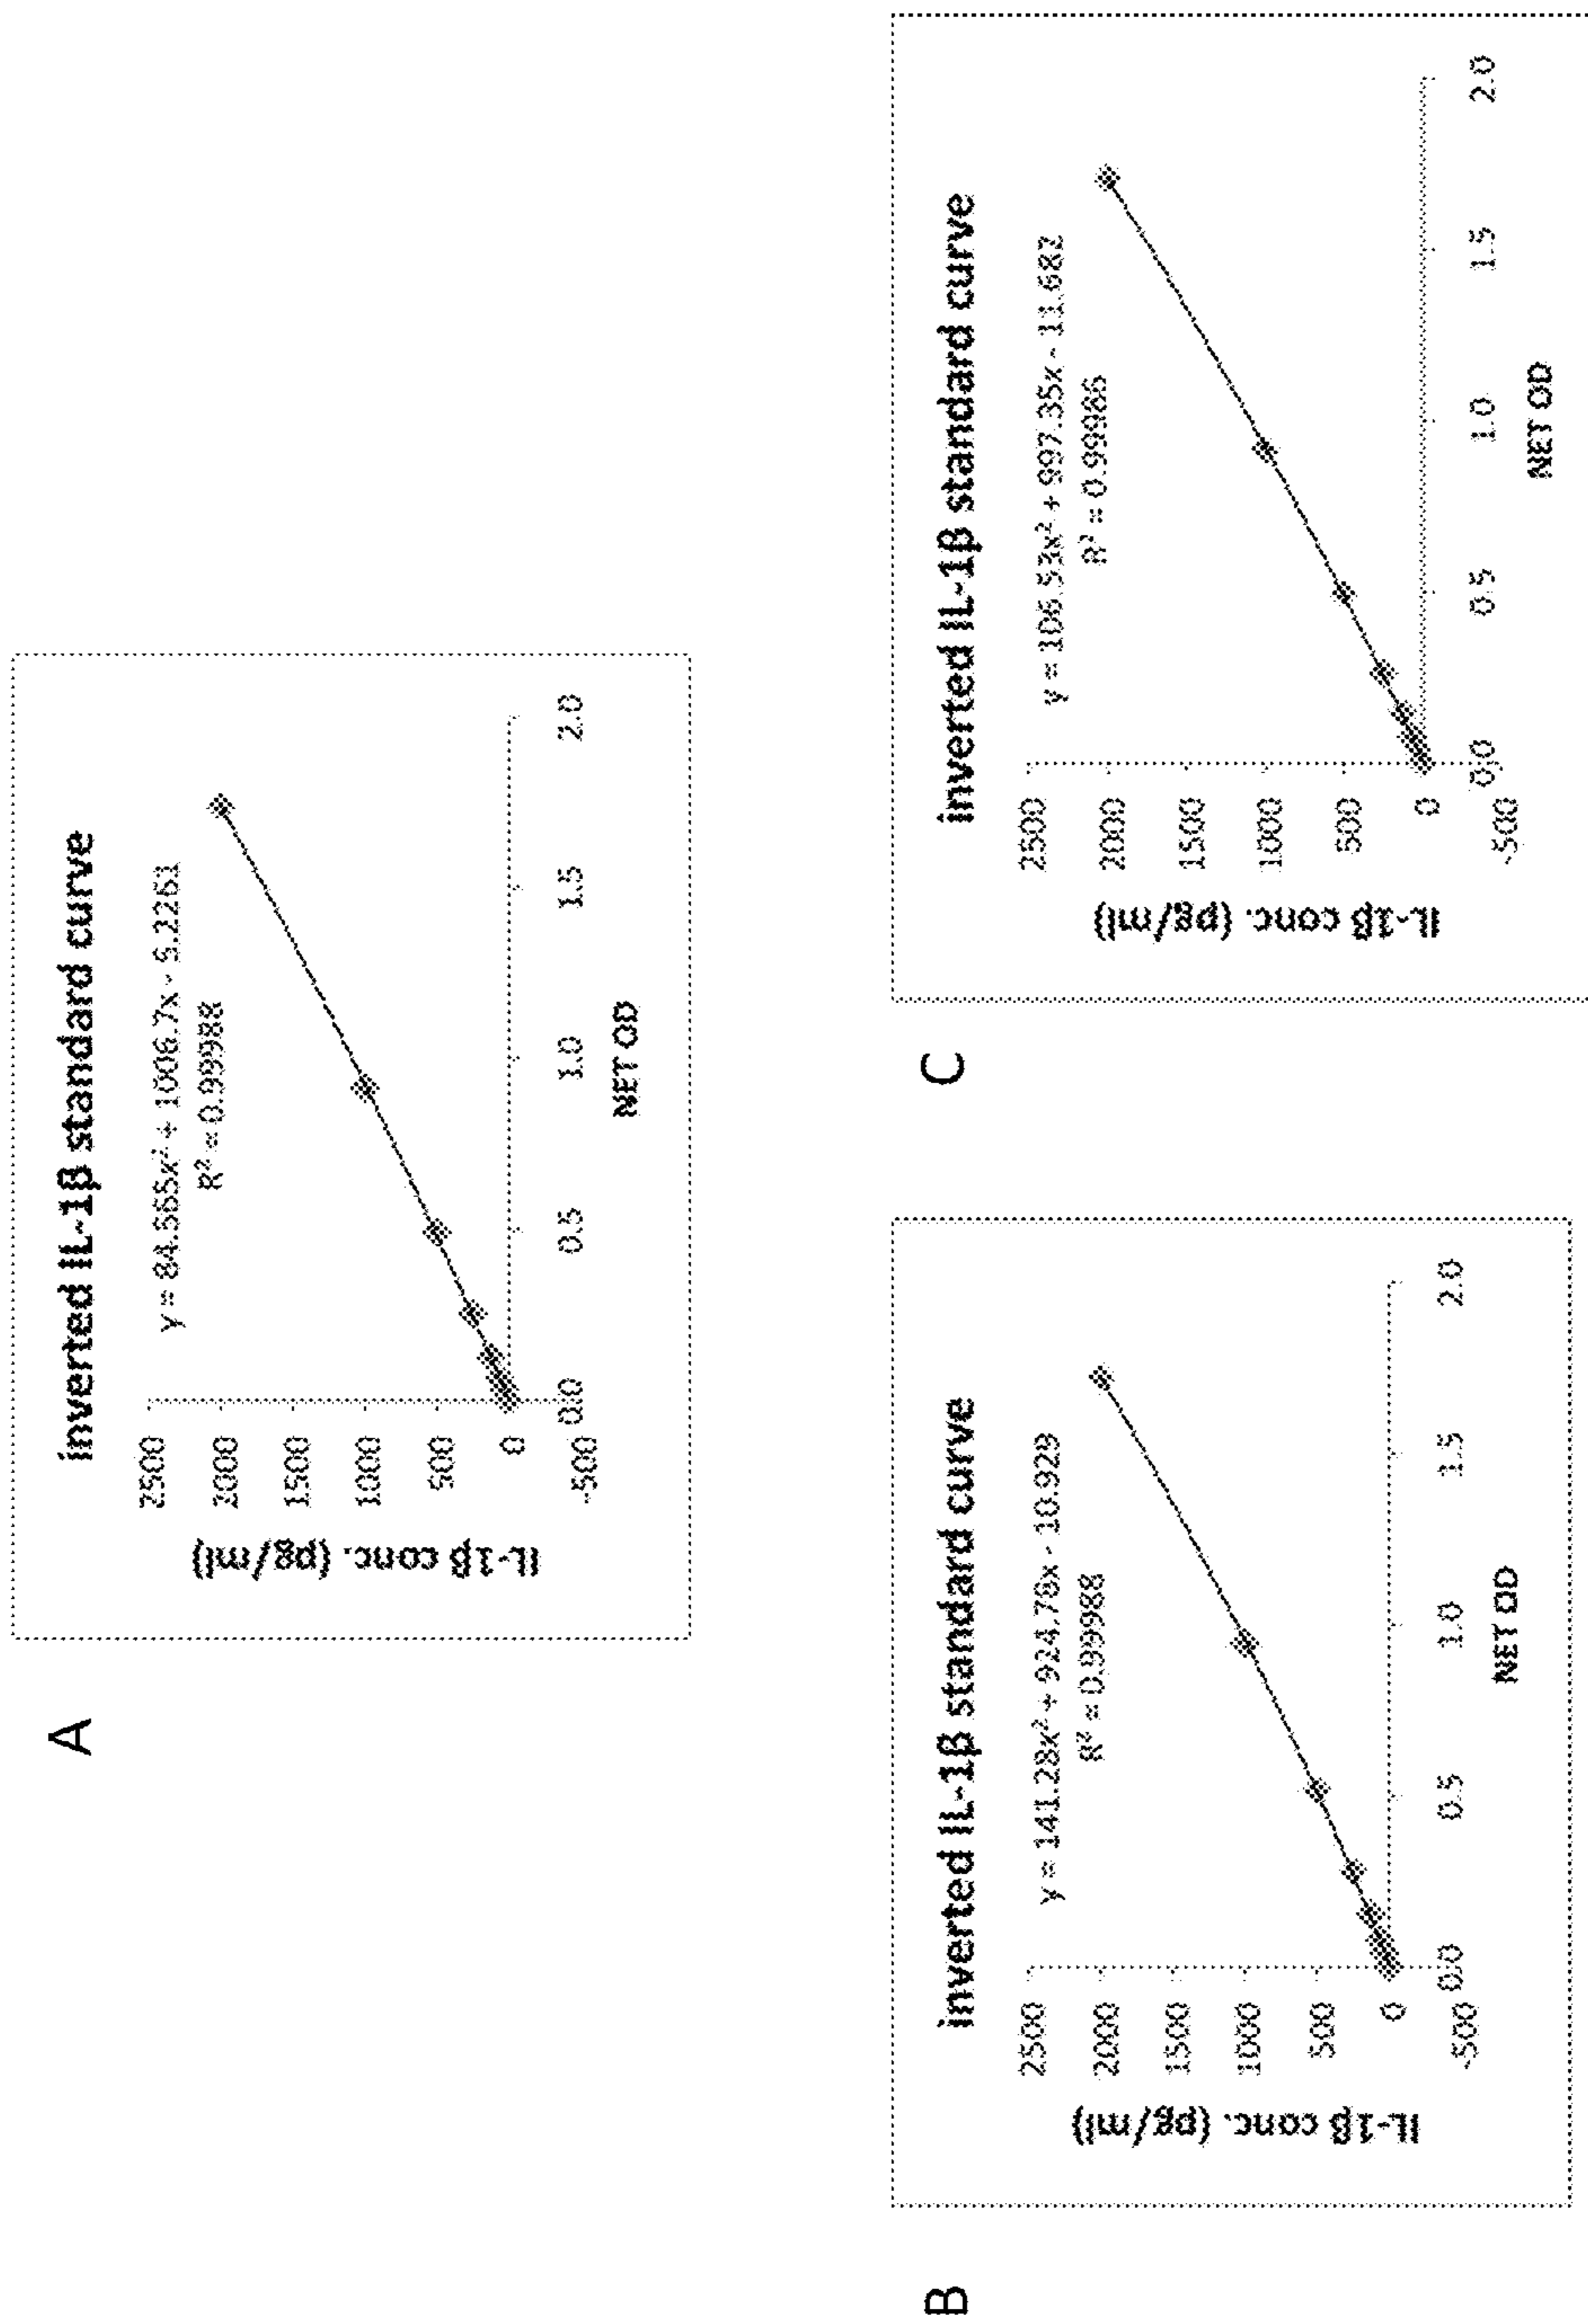 A
inverted IL-1β standard curve
y = 84.565x² + 1006.7x - 5.2261
R² = 0.99988
2500
2000
1500
1000
500
0
-500
0.0
0.5
1.0
1.5
2.0
IL-1β conc. (pg/ml)
NET OD
B
inverted IL-1β standard curve
y = 141.28x² + 924.78x - 10.929
R² = 0.99988
2500
2000
1500
1000
500
0
-500
0.0
0.5
1.0
1.5
2.0
IL-1β conc. (pg/ml)
NET OD
C
inverted IL-1β standard curve
y = 106.53x² + 997.35x - 11.682
R² = 0.99986
2500
2000
1500
1000
500
0
-500
0.0
0.5
1.0
1.5
2.0
IL-1β conc. (pg/ml)
NET OD